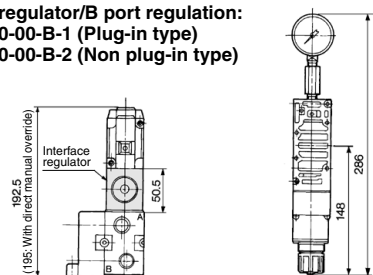 regulator/B port regulation:
0-00-B-1 (Plug-in type)
0-00-B-2 (Non plug-in type)
Interface
regulator
192.5
(195: With direct manual override)
50.5
A
B
148
286